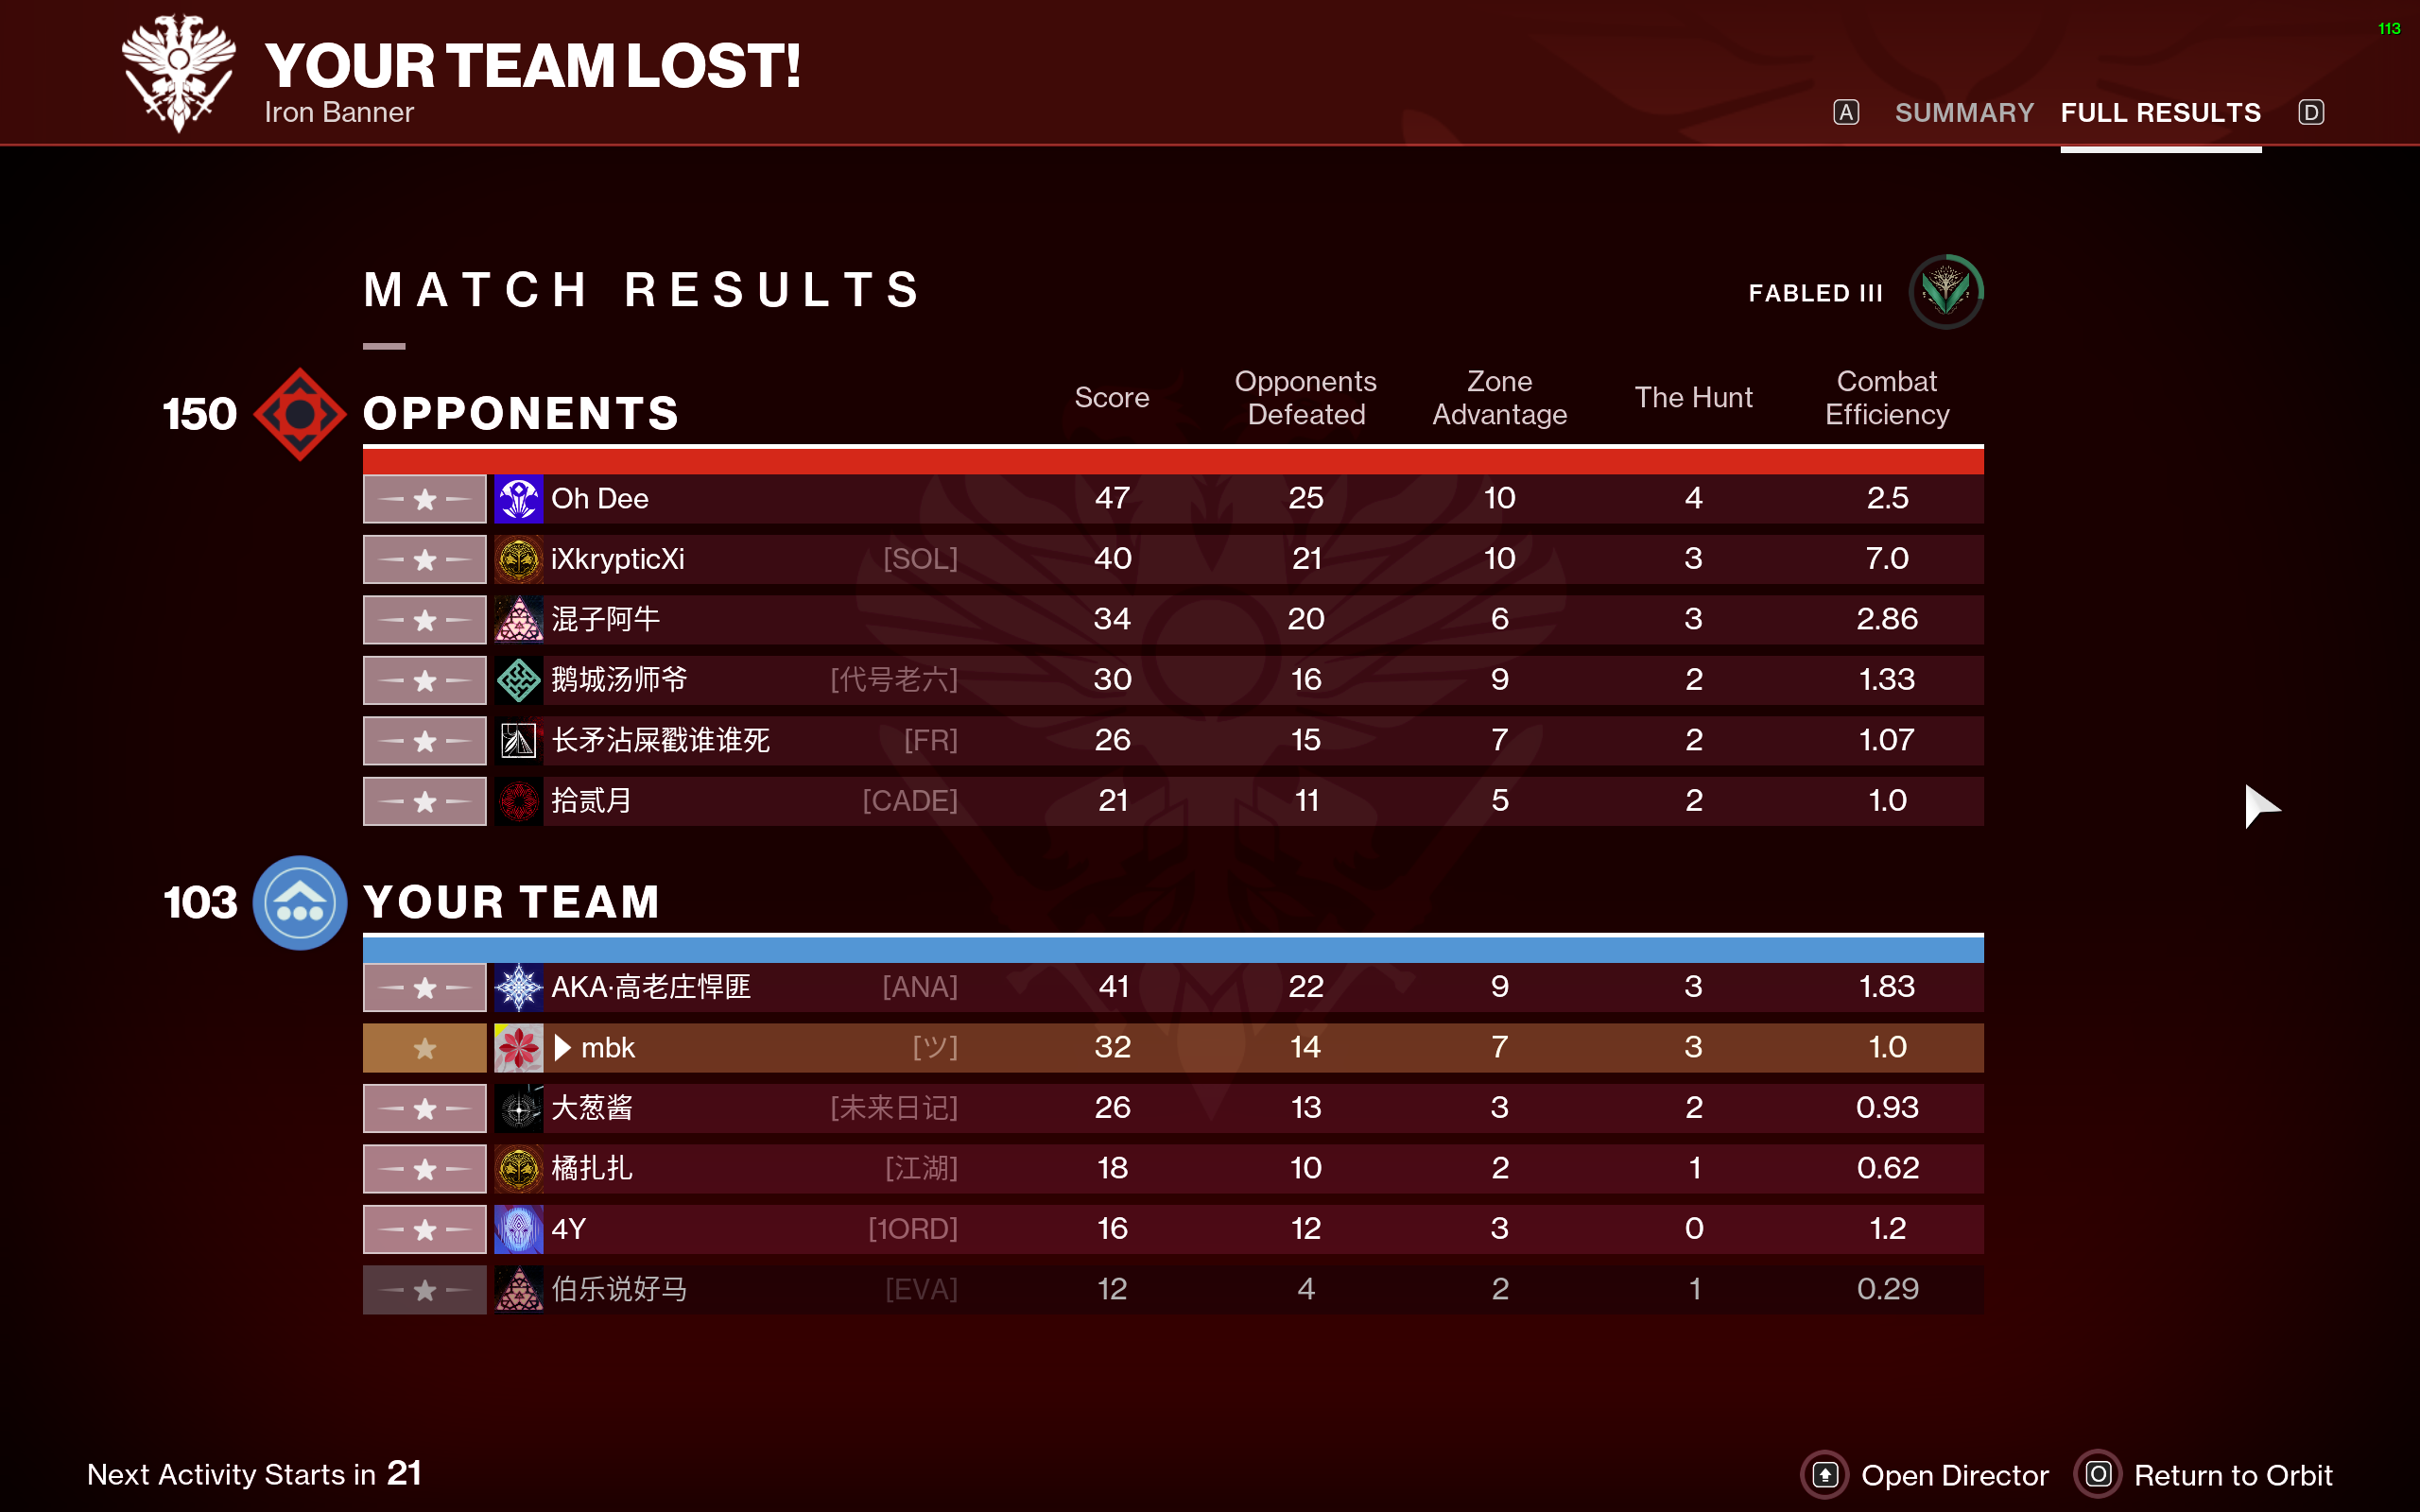 113
YOUR TEAM LOST!
Iron Banner
A SUMMARY FULL RESULTS D
MATCH RESULTS
FABLED III
150 OPPONENTS Score Opponents Defeated Zone Advantage The Hunt Combat Efficiency
Oh Dee 47 25 10 4 2.5
iXkrypticXi [SOL] 40 21 10 3 7.0
混子阿牛 34 20 6 3 2.86
鹅城汤师爷 [代号老六] 30 16 9 2 1.33
长矛沾屎戳谁谁死 [FR] 26 15 7 2 1.07
拾贰月 [CADE] 21 11 5 2 1.0
103 YOUR TEAM
AKA·高老庄悍匪 [ANA] 41 22 9 3 1.83
mbk [ツ] 32 14 7 3 1.0
大葱酱 [未来日记] 26 13 3 2 0.93
橘扎扎 [江湖] 18 10 2 1 0.62
4Y [1ORD] 16 12 3 0 1.2
伯乐说好马 [EVA] 12 4 2 1 0.29
Next Activity Starts in 21
Open Director O Return to Orbit